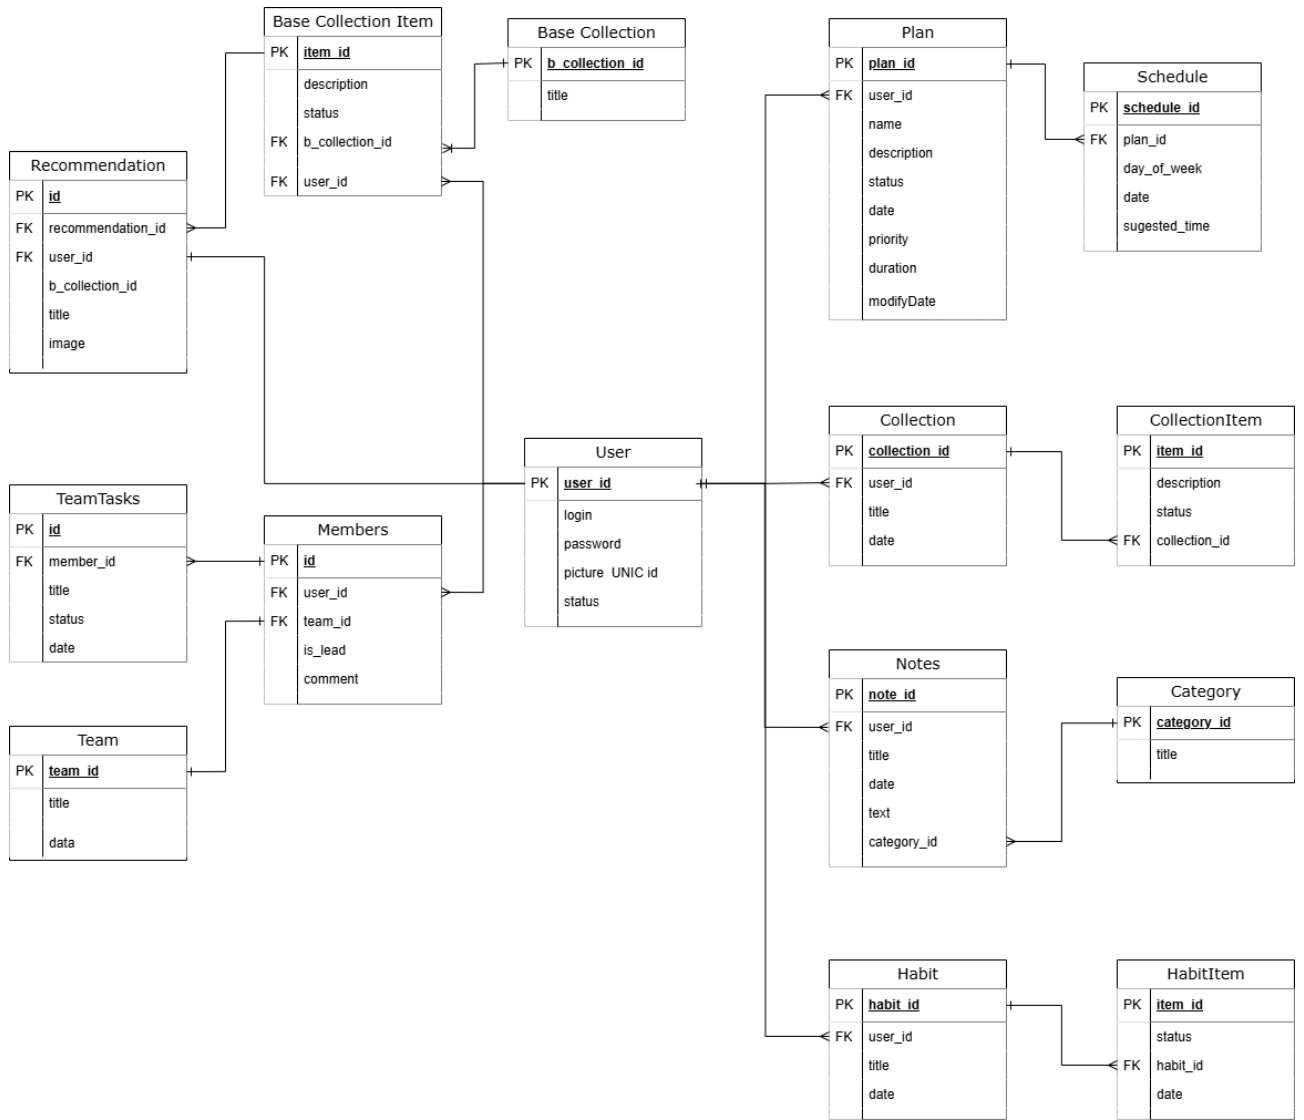 Base Collection Item
PK item_id
description
status
FK b_collection_id
FK user_id
Base Collection
PK b_collection_id
title
Plan
PK plan_id
FK user_id
name
description
status
date
priority
duration
modifyDate
Schedule
PK schedule_id
FK plan_id
day_of_week
date
sugested_time
Recommendation
PK id
FK recommendation_id
FK user_id
b_collection_id
title
image
User
PK user_id
login
password
picture UNIC id
status
Collection
PK collection_id
FK user_id
title
date
CollectionItem
PK item_id
description
status
FK collection_id
TeamTasks
PK id
FK member_id
title
status
date
Members
PK id
FK user_id
FK team_id
is_lead
comment
Team
PK team_id
title
data
Notes
PK note_id
FK user_id
title
date
text
category_id
Category
PK category_id
title
Habit
PK habit_id
FK user_id
title
date
HabitItem
PK item_id
status
FK habit_id
date